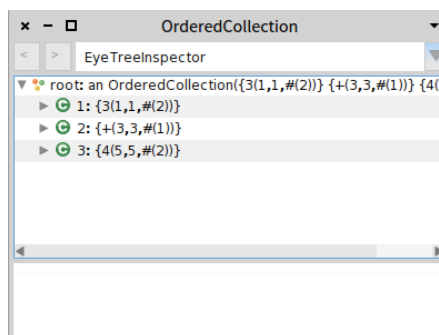 OrderedCollection
EyeTreeInspector
root: an OrderedCollection({3(1,1,#(2))} {+(3,3,#(1))} {4(
1: {3(1,1,#(2))}
2: {+(3,3,#(1))}
3: {4(5,5,#(2))}